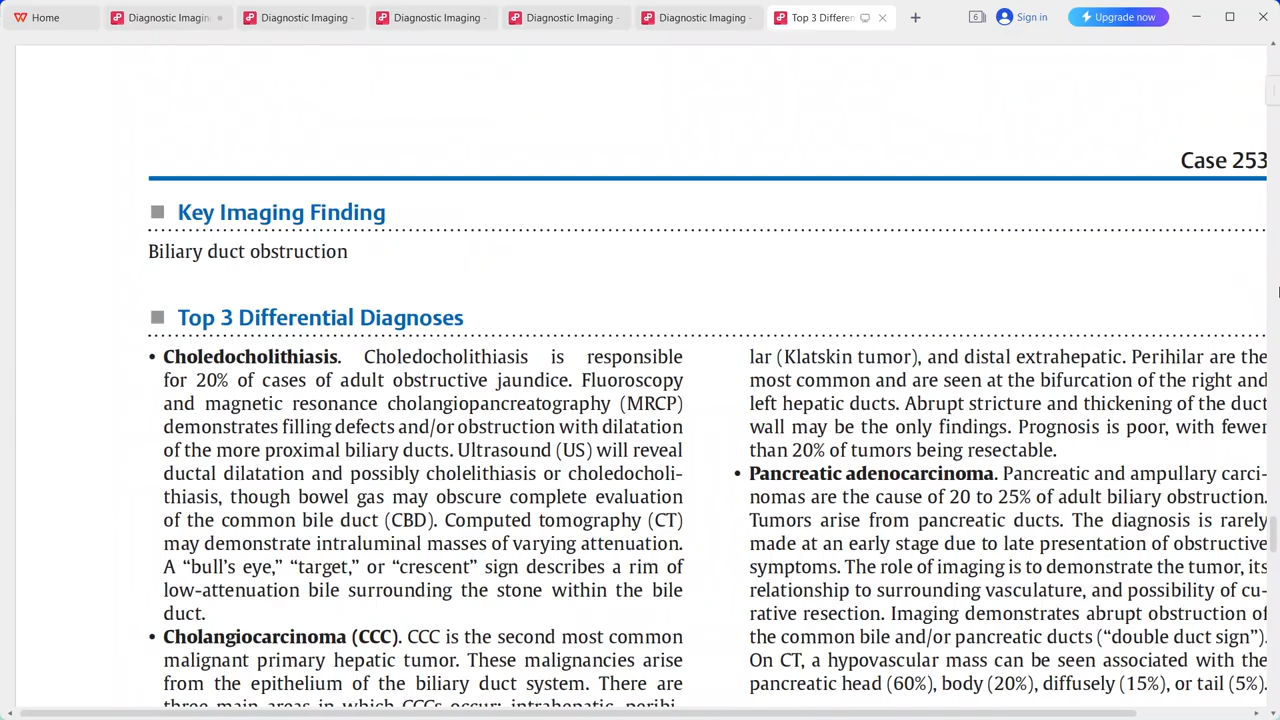 Home
Diagnostic Imagin
Diagnostic Imaging -
Diagnostic Imaging -
Diagnostic Imaging -
Diagnostic Imaging -
Top 3 Differen
6
Sign in
Upgrade now
Case 253
Key Imaging Finding
Biliary duct obstruction
Top 3 Differential Diagnoses
• Choledocholithiasis. Choledocholithiasis is responsible
for 20% of cases of adult obstructive jaundice. Fluoroscopy
and magnetic resonance cholangiopancreatography (MRCP)
demonstrates filling defects and/or obstruction with dilatation
of the more proximal biliary ducts. Ultrasound (US) will reveal
ductal dilatation and possibly cholelithiasis or choledocholi-
thiasis, though bowel gas may obscure complete evaluation
of the common bile duct (CBD). Computed tomography (CT)
may demonstrate intraluminal masses of varying attenuation.
A “bull’s eye,” “target,” or “crescent” sign describes a rim of
low-attenuation bile surrounding the stone within the bile
duct.
• Cholangiocarcinoma (CCC). CCC is the second most common
malignant primary hepatic tumor. These malignancies arise
from the epithelium of the biliary duct system. There are
three main areas in which CCCs occur: intrahepatic, perihi-
lar (Klatskin tumor), and distal extrahepatic. Perihilar are the
most common and are seen at the bifurcation of the right and
left hepatic ducts. Abrupt stricture and thickening of the duct
wall may be the only findings. Prognosis is poor, with fewer
than 20% of tumors being resectable.
• Pancreatic adenocarcinoma. Pancreatic and ampullary carci-
nomas are the cause of 20 to 25% of adult biliary obstruction.
Tumors arise from pancreatic ducts. The diagnosis is rarely
made at an early stage due to late presentation of obstructive
symptoms. The role of imaging is to demonstrate the tumor, its
relationship to surrounding vasculature, and possibility of cu-
rative resection. Imaging demonstrates abrupt obstruction of
the common bile and/or pancreatic ducts (“double duct sign”).
On CT, a hypovascular mass can be seen associated with the
pancreatic head (60%), body (20%), diffusely (15%), or tail (5%).